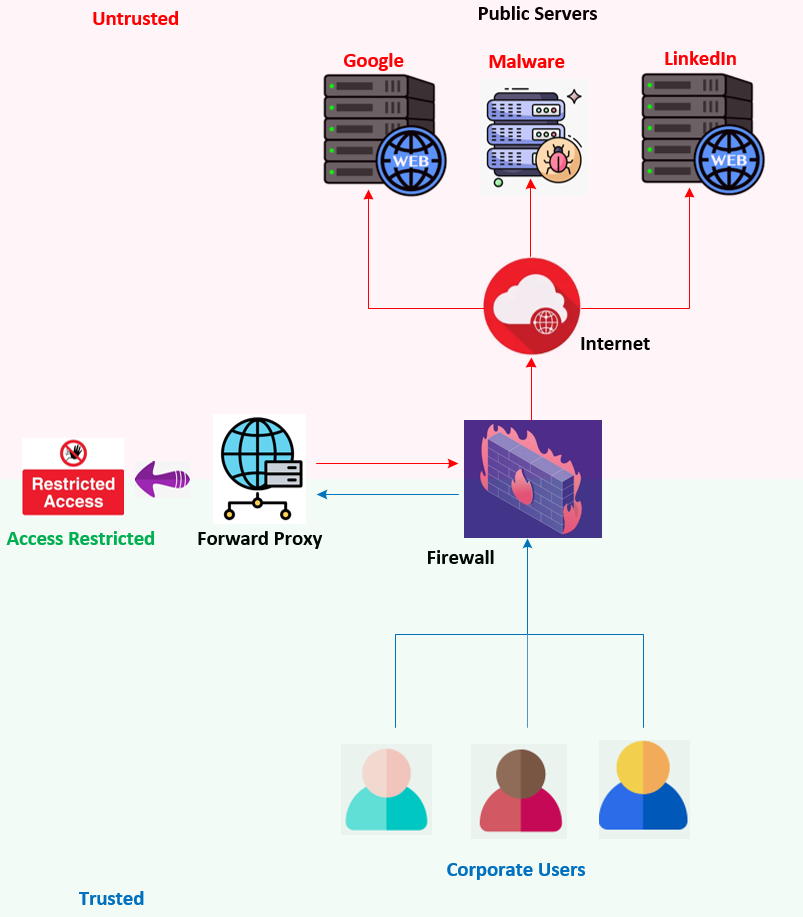 Untrusted
Public Servers
Google
Malware
LinkedIn
WEB
WEB
Internet
Restricted
Access
Access Restricted
Forward Proxy
Firewall
Corporate Users
Trusted